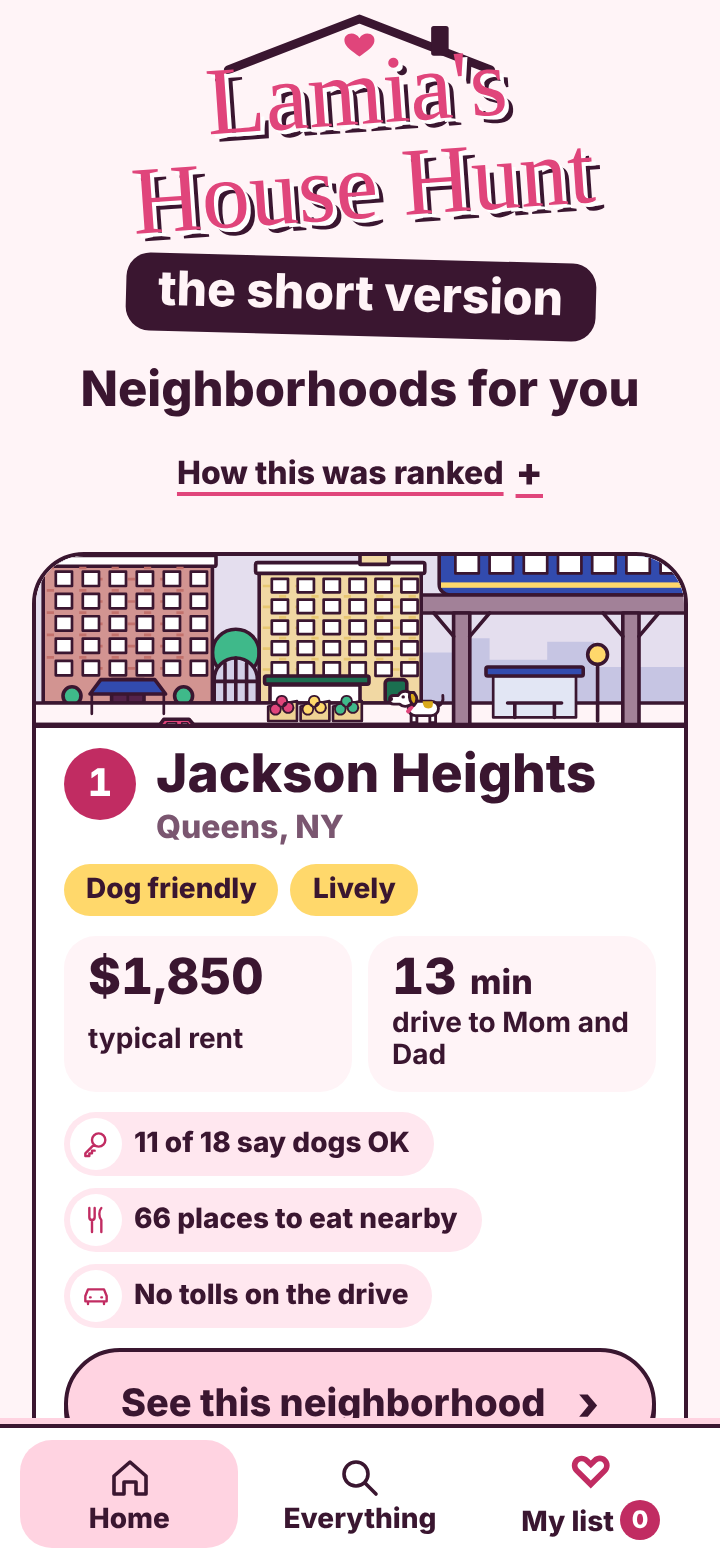 Lamia's
House Hunt
the short version
Neighborhoods for you
How this was ranked +
1 Jackson Heights
Queens, NY
Dog friendly Lively
$1,850 13 min
typical rent drive to Mom and
Dad
11 of 18 say dogs OK
66 places to eat nearby
No tolls on the drive
See this neighborhood ›
Home Everything My list 0